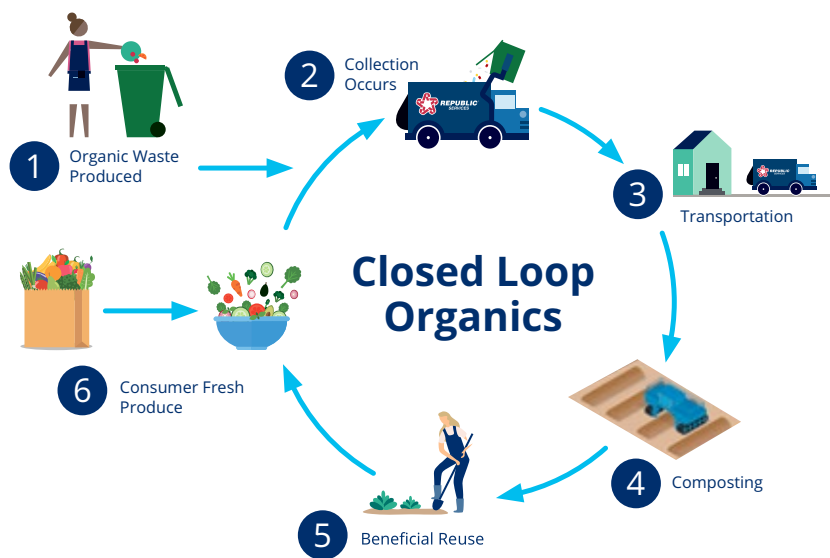 Closed Loop
Organics
1
Organic Waste
Produced
2
Collection
Occurs
REPUBLIC
SERVICES
3
Transportation
REPUBLIC
SERVICES
4
Composting
5
Beneficial Reuse
6
Consumer Fresh
Produce